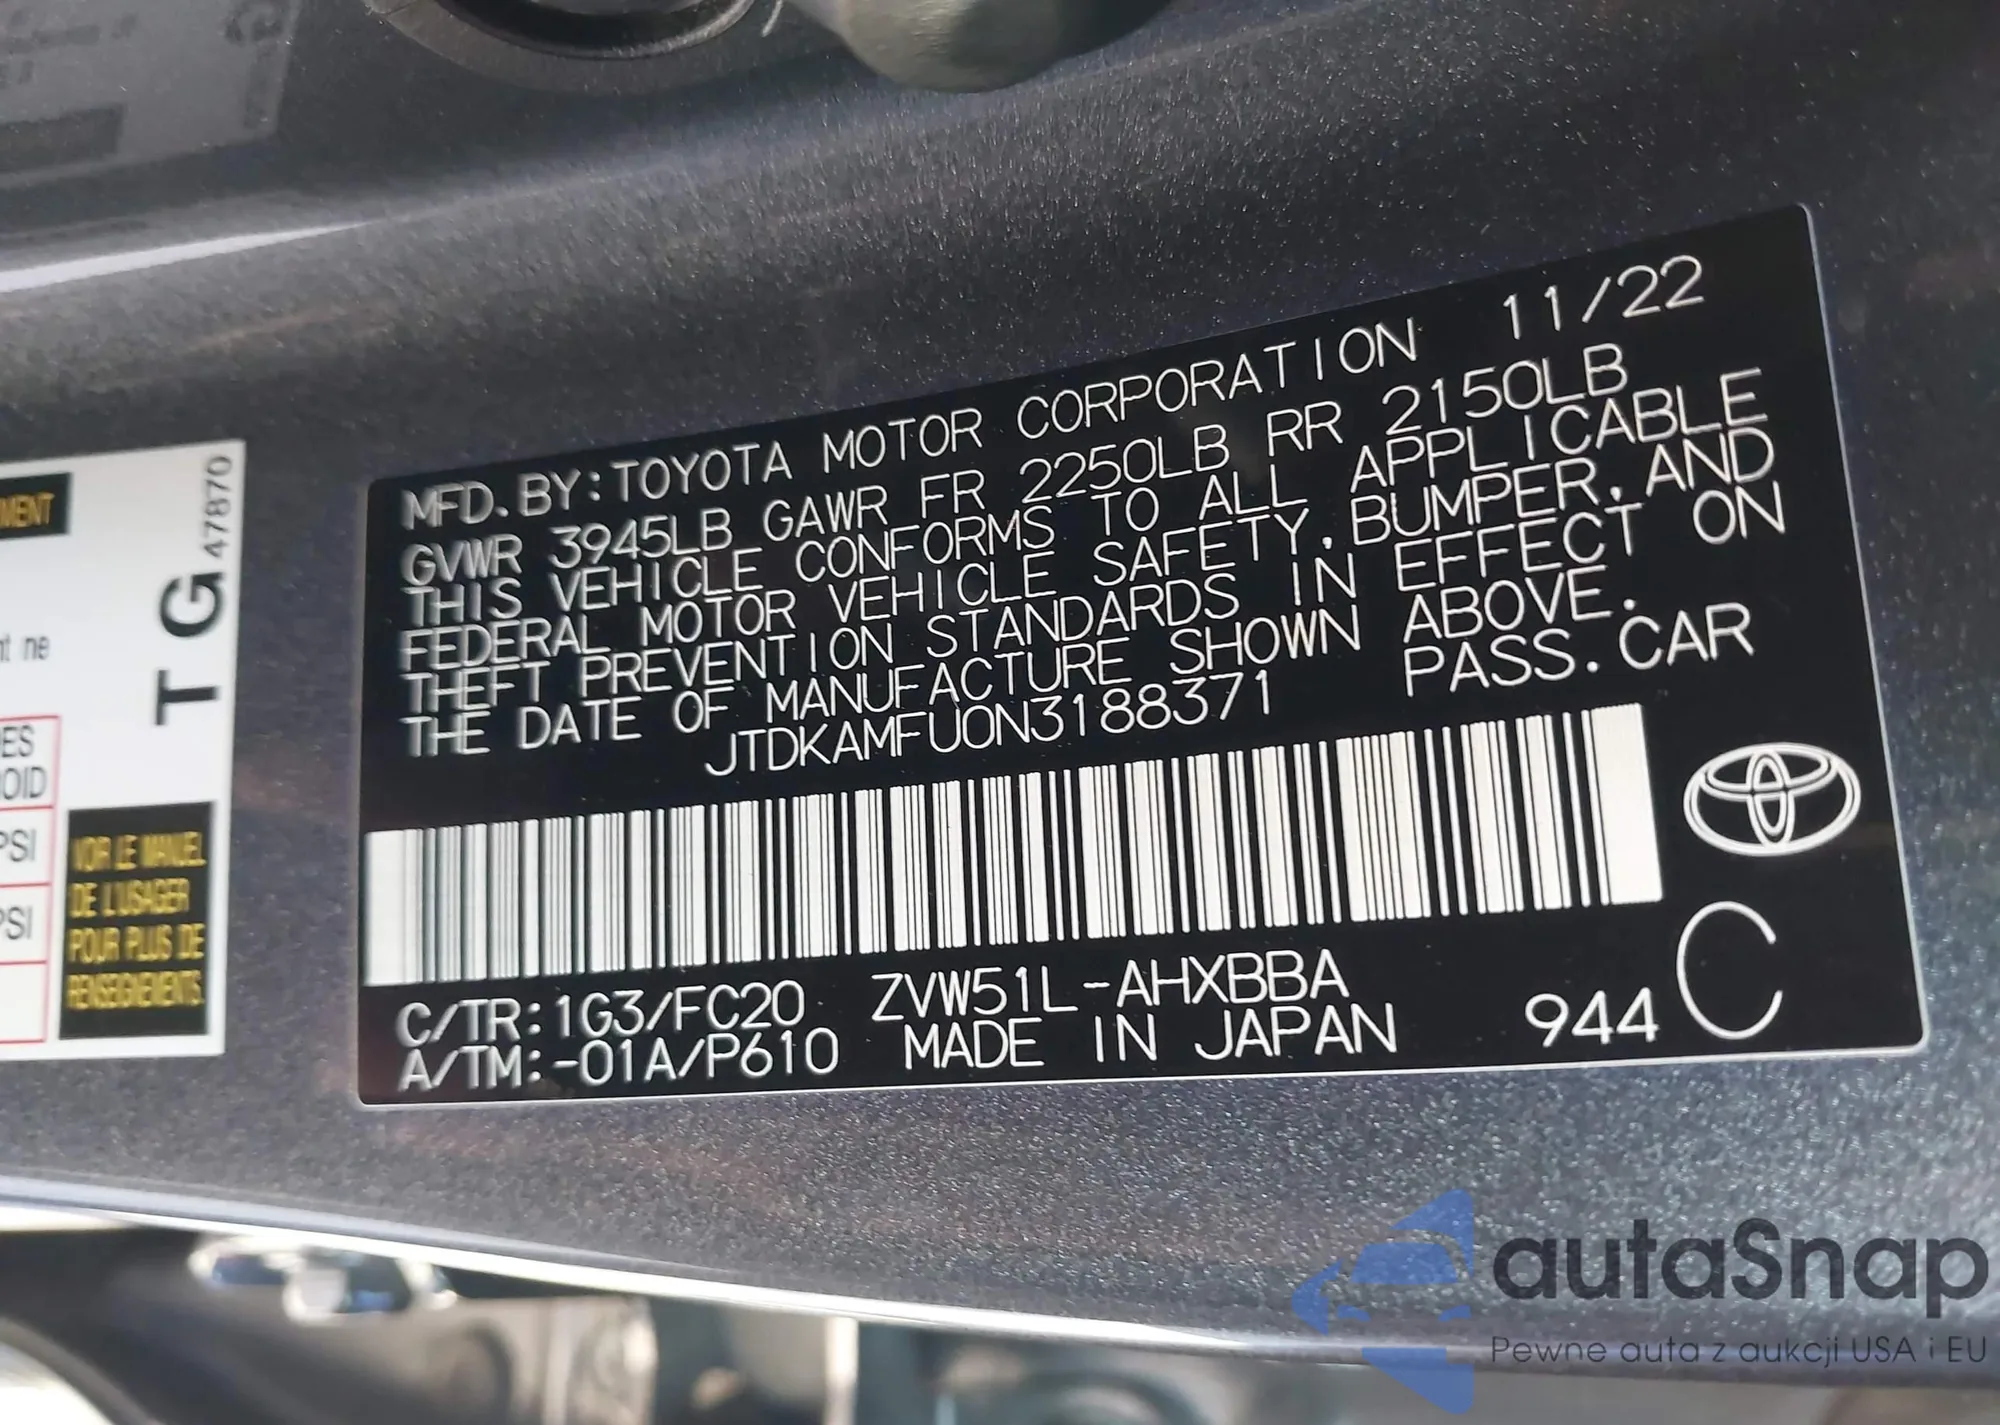 MFD. BY: TOYOTA MOTOR CORPORATION 11/22
GVWR 3945LB GAWR FR 2250LB RR 2150LB
THIS VEHICLE CONFORMS TO ALL APPLICABLE
FEDERAL MOTOR VEHICLE SAFETY, BUMPER, AND
THEFT PREVENTION STANDARDS IN EFFECT ON
THE DATE OF MANUFACTURE SHOWN ABOVE.
JTDKAMFU0N3188371 PASS. CAR
C/TR: 1G3/FC20 ZVW51L-AHXBBA
A/TM: -01A/P610 MADE IN JAPAN 944 C
TG47870
nt ne
PSI
PSI
VOIR LE MANUEL
DE L'USAGER
POUR PLUS DE
RENSEIGNEMENTS.
autaSnap
Pewne auta z aukcji USA i EU